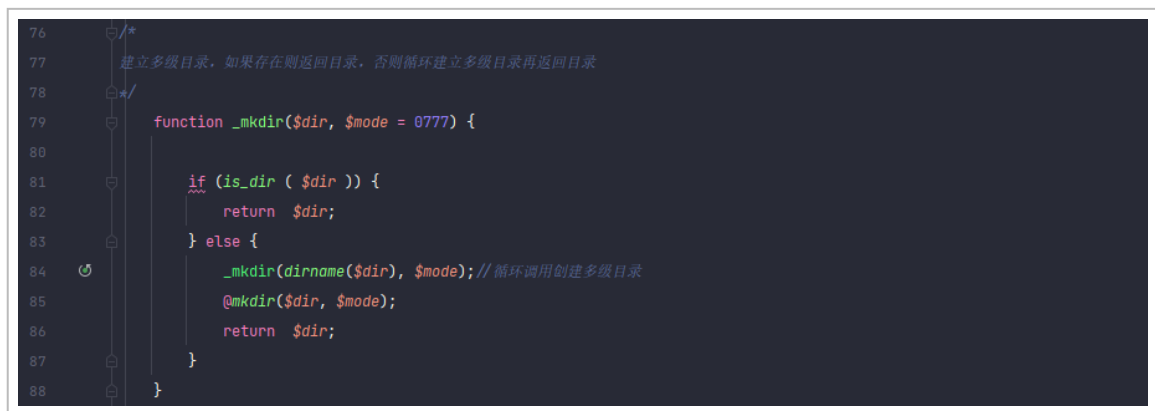 76 /*
77 建立多级目录，如果存在则返回目录，否则循环建立多级目录再返回目录
78 */
79 function _mkdir($dir, $mode = 0777) {
80
81 if (is_dir ( $dir )) {
82 return  $dir;
83 } else {
84 _mkdir(dirname($dir), $mode);//循环调用创建多级目录
85 @mkdir($dir, $mode);
86 return  $dir;
87 }
88 }